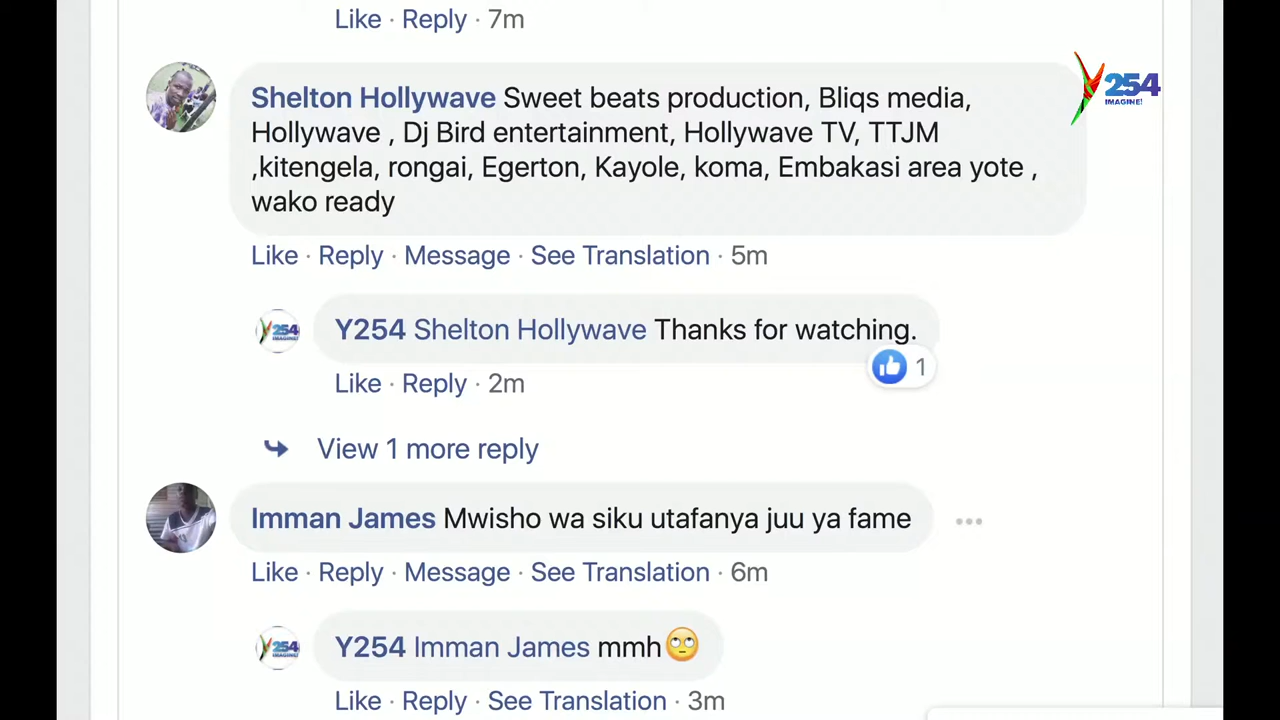 Like · Reply · 7m
Shelton Hollywave Sweet beats production, Bliqs media,
Hollywave , Dj Bird entertainment, Hollywave TV, TTJM
,kitengela, rongai, Egerton, Kayole, koma, Embakasi area yote ,
wako ready
Y254
IMAGINE!
Like · Reply · Message · See Translation · 5m
Y254 Shelton Hollywave Thanks for watching.
1
Like · Reply · 2m
View 1 more reply
Imman James Mwisho wa siku utafanya juu ya fame
Like · Reply · Message · See Translation · 6m
Y254 Imman James mmh🙄
Like · Reply · See Translation · 3m